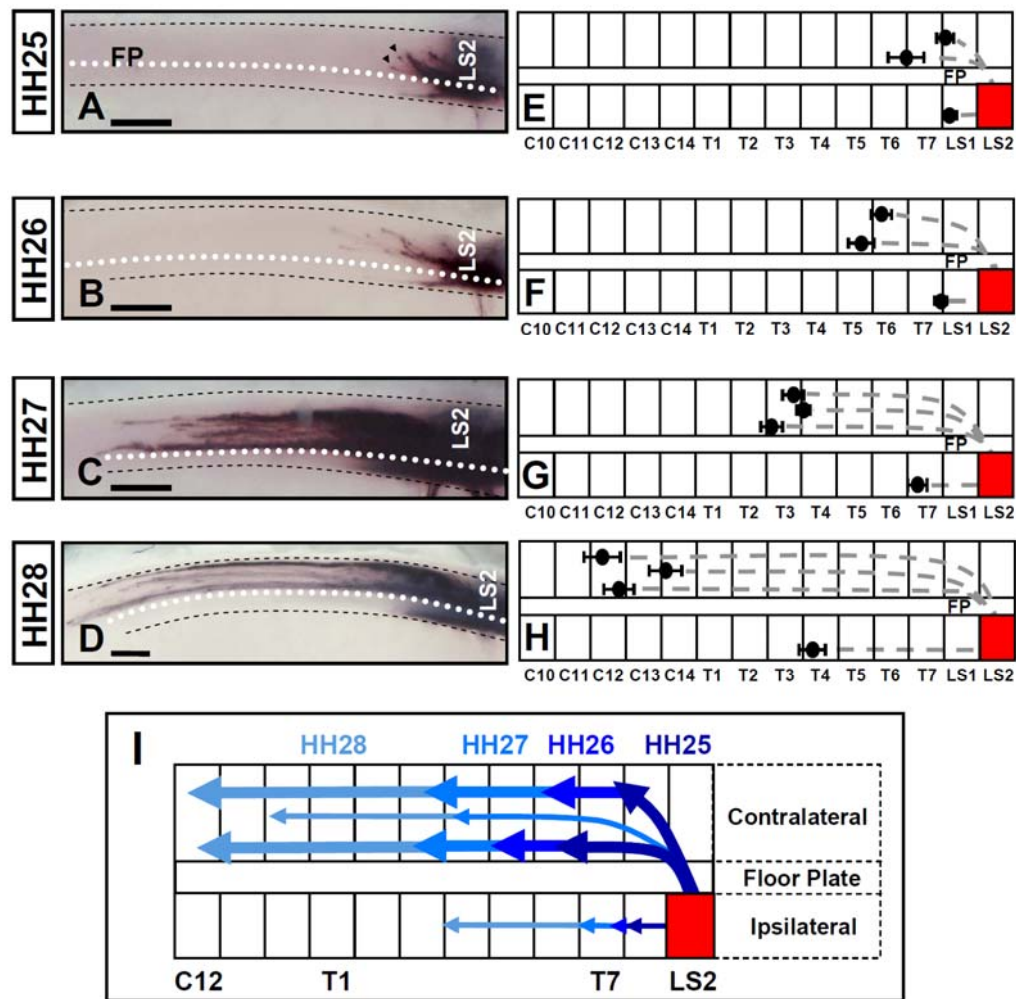 HH25
FP
LS2
A
FP
E
C10 C11 C12 C13 C14 T1 T2 T3 T4 T5 T6 T7 LS1 LS2
HH26
LS2
B
FP
F
C10 C11 C12 C13 C14 T1 T2 T3 T4 T5 T6 T7 LS1 LS2
HH27
LS2
C
FP
G
C10 C11 C12 C13 C14 T1 T2 T3 T4 T5 T6 T7 LS1 LS2
HH28
LS2
D
FP
H
C10 C11 C12 C13 C14 T1 T2 T3 T4 T5 T6 T7 LS1 LS2
I
HH28 HH27 HH26 HH25
Contralateral
Floor Plate
Ipsilateral
C12 T1 T7 LS2